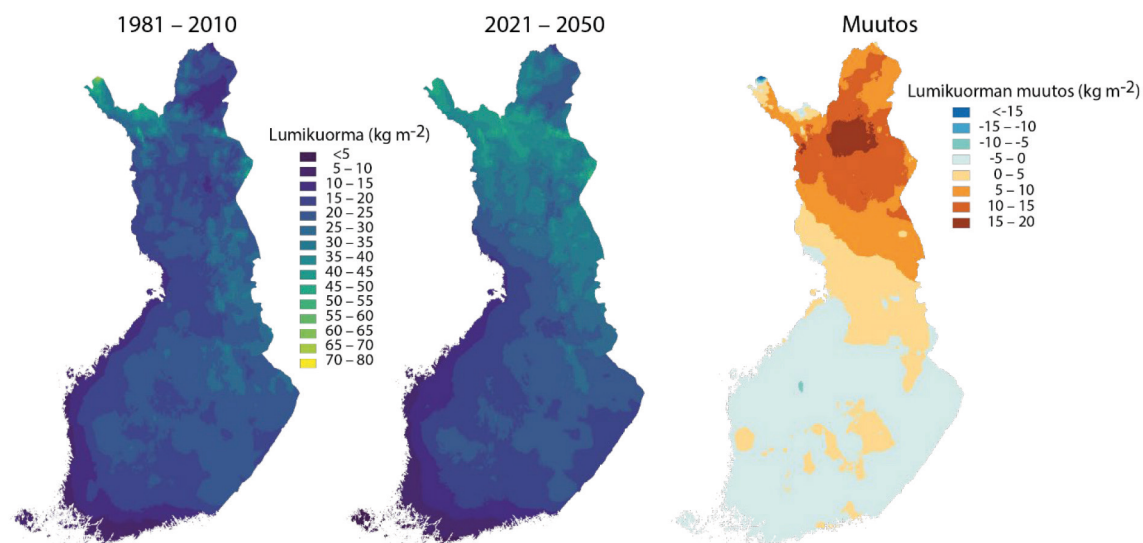 1981 – 2010
2021 – 2050
Muutos
Lumikuorma (kg m-2)
<5
5 – 10
10 – 15
15 – 20
20 – 25
25 – 30
30 – 35
35 – 40
40 – 45
45 – 50
50 – 55
55 – 60
60 – 65
65 – 70
70 – 80
Lumikuorman muutos (kg m-2)
<-15
-15 – -10
-10 – -5
-5 – 0
0 – 5
5 – 10
10 – 15
15 – 20